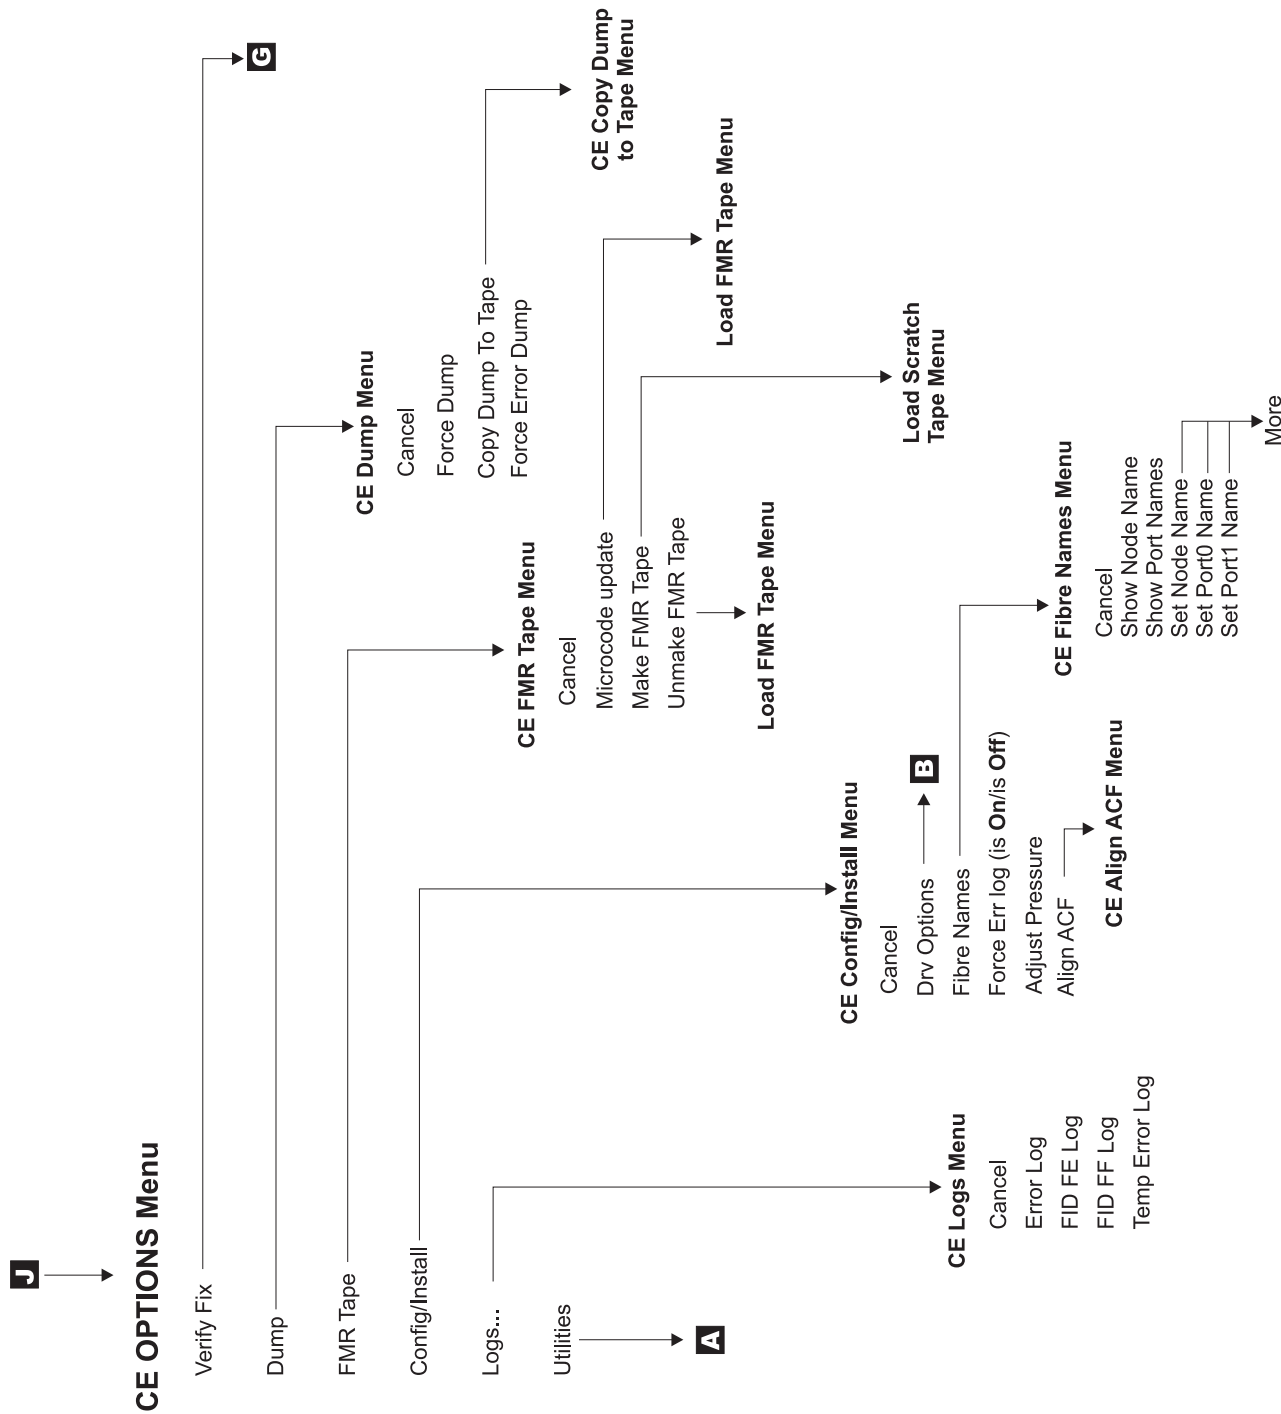 J
CE OPTIONS Menu
Verify Fix
G
Dump
CE Dump Menu
Cancel
Force Dump
Copy Dump To Tape
Force Error Dump
CE Copy Dump
to Tape Menu
FMR Tape
CE FMR Tape Menu
Cancel
Microcode update
Load FMR Tape Menu
Make FMR Tape
Load Scratch
Tape Menu
Unmake FMR Tape
Load FMR Tape Menu
Config/Install
CE Config/Install Menu
Cancel
Drv Options
B
Fibre Names
CE Fibre Names Menu
Cancel
Show Node Name
Show Port Names
Set Node Name
Set Port0 Name
Set Port1 Name
More
Force Err log (is On/is Off)
Adjust Pressure
Align ACF
CE Align ACF Menu
Logs...
CE Logs Menu
Cancel
Error Log
FID FE Log
FID FF Log
Temp Error Log
Utilities
A